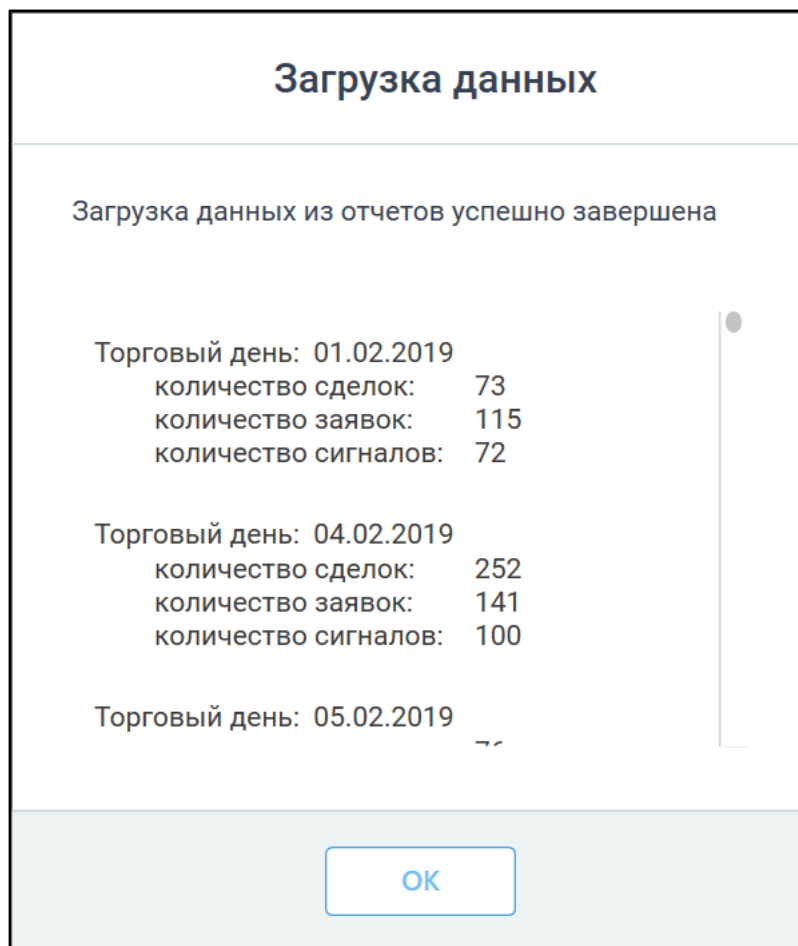 Загрузка данных
Загрузка данных из отчетов успешно завершена
Торговый день: 01.02.2019
количество сделок: 73
количество заявок: 115
количество сигналов: 72
Торговый день: 04.02.2019
количество сделок: 252
количество заявок: 141
количество сигналов: 100
Торговый день: 05.02.2019
OK